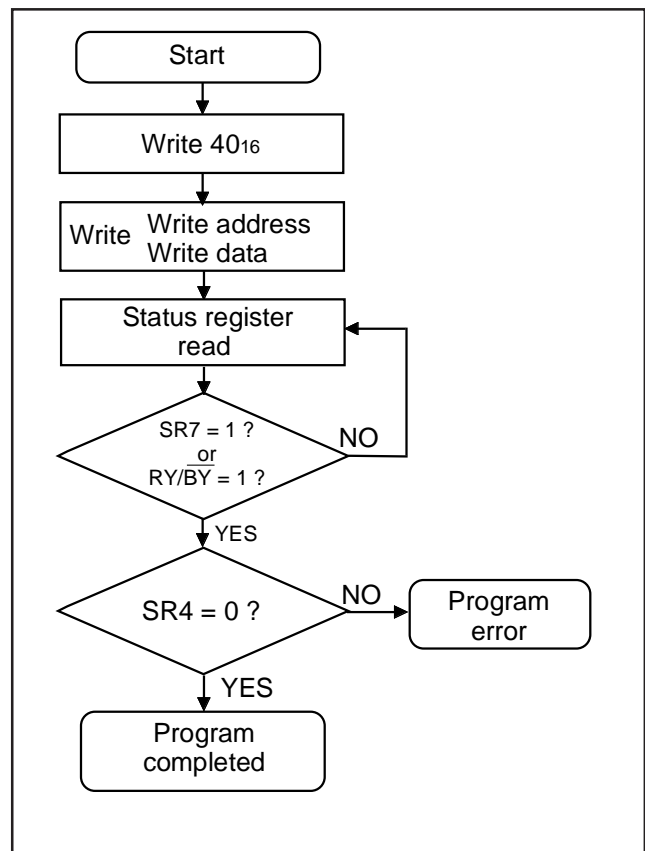 Start
Write 40₁₆
Write Write address
Write data
Status register
read
SR7 = 1 ?
or
RY/B̅Y̅ = 1 ?
NO
YES
SR4 = 0 ?
NO
Program
error
YES
Program
completed